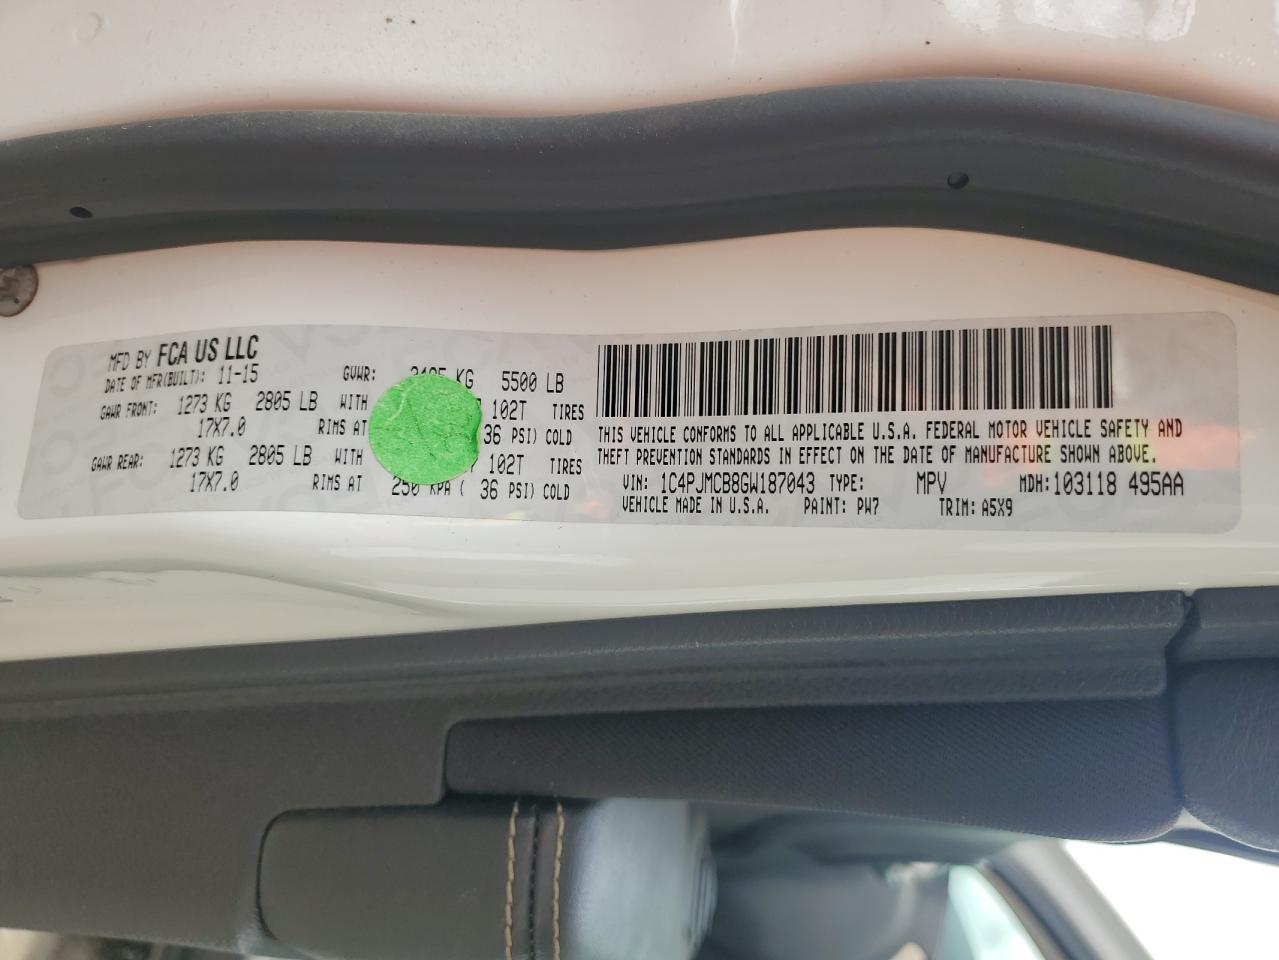 MFD BY FCA US LLC
DATE OF MFR(BUILT): 11-15 GVWR: KG 5500 LB
GAWR FRONT: 1273 KG 2805 LB WITH 102T TIRES
17X7.0 RIMS AT 36 PSI) COLD
GAWR REAR: 1273 KG 2805 LB WITH 102T TIRES
17X7.0 RIMS AT 250 KPA ( 36 PSI) COLD
THIS VEHICLE CONFORMS TO ALL APPLICABLE U.S.A. FEDERAL MOTOR VEHICLE SAFETY AND
THEFT PREVENTION STANDARDS IN EFFECT ON THE DATE OF MANUFACTURE SHOWN ABOVE.
VIN: 1C4PJMCB8GW187043 TYPE: MPV MDH:103118 495AA
VEHICLE MADE IN U.S.A. PAINT: PW7 TRIM: A5X9